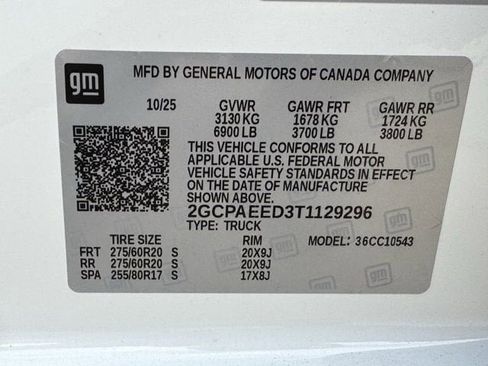 gm
MFD BY GENERAL MOTORS OF CANADA COMPANY
10/25 GVWR GAWR FRT GAWR RR
3130 KG 1678 KG 1724 KG
6900 LB 3700 LB 3800 LB
THIS VEHICLE CONFORMS TO ALL
APPLICABLE U.S. FEDERAL MOTOR
VEHICLE SAFETY STANDARDS IN EFFECT
ON THE DATE OF MANUFACTURE
SHOWN ABOVE.
2GCPAEED3T1129296
TYPE: TRUCK
TIRE SIZE RIM MODEL: 36CC10543
FRT 275/60R20 S 20X9J
RR 275/60R20 S 20X9J
SPA 255/80R17 S 17X8J